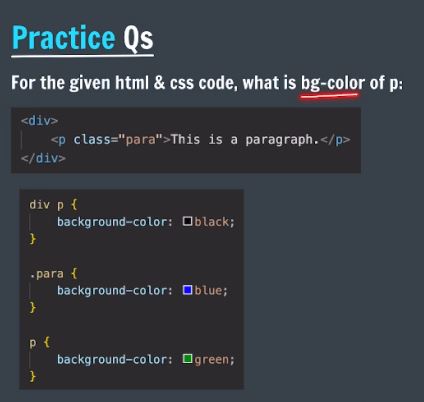 Practice Qs
For the given html & css code, what is bg-color of p:
<div>
<p class="para">This is a paragraph.</p>
</div>
div p {
background-color: black;
}
.para {
background-color: blue;
}
p {
background-color: green;
}